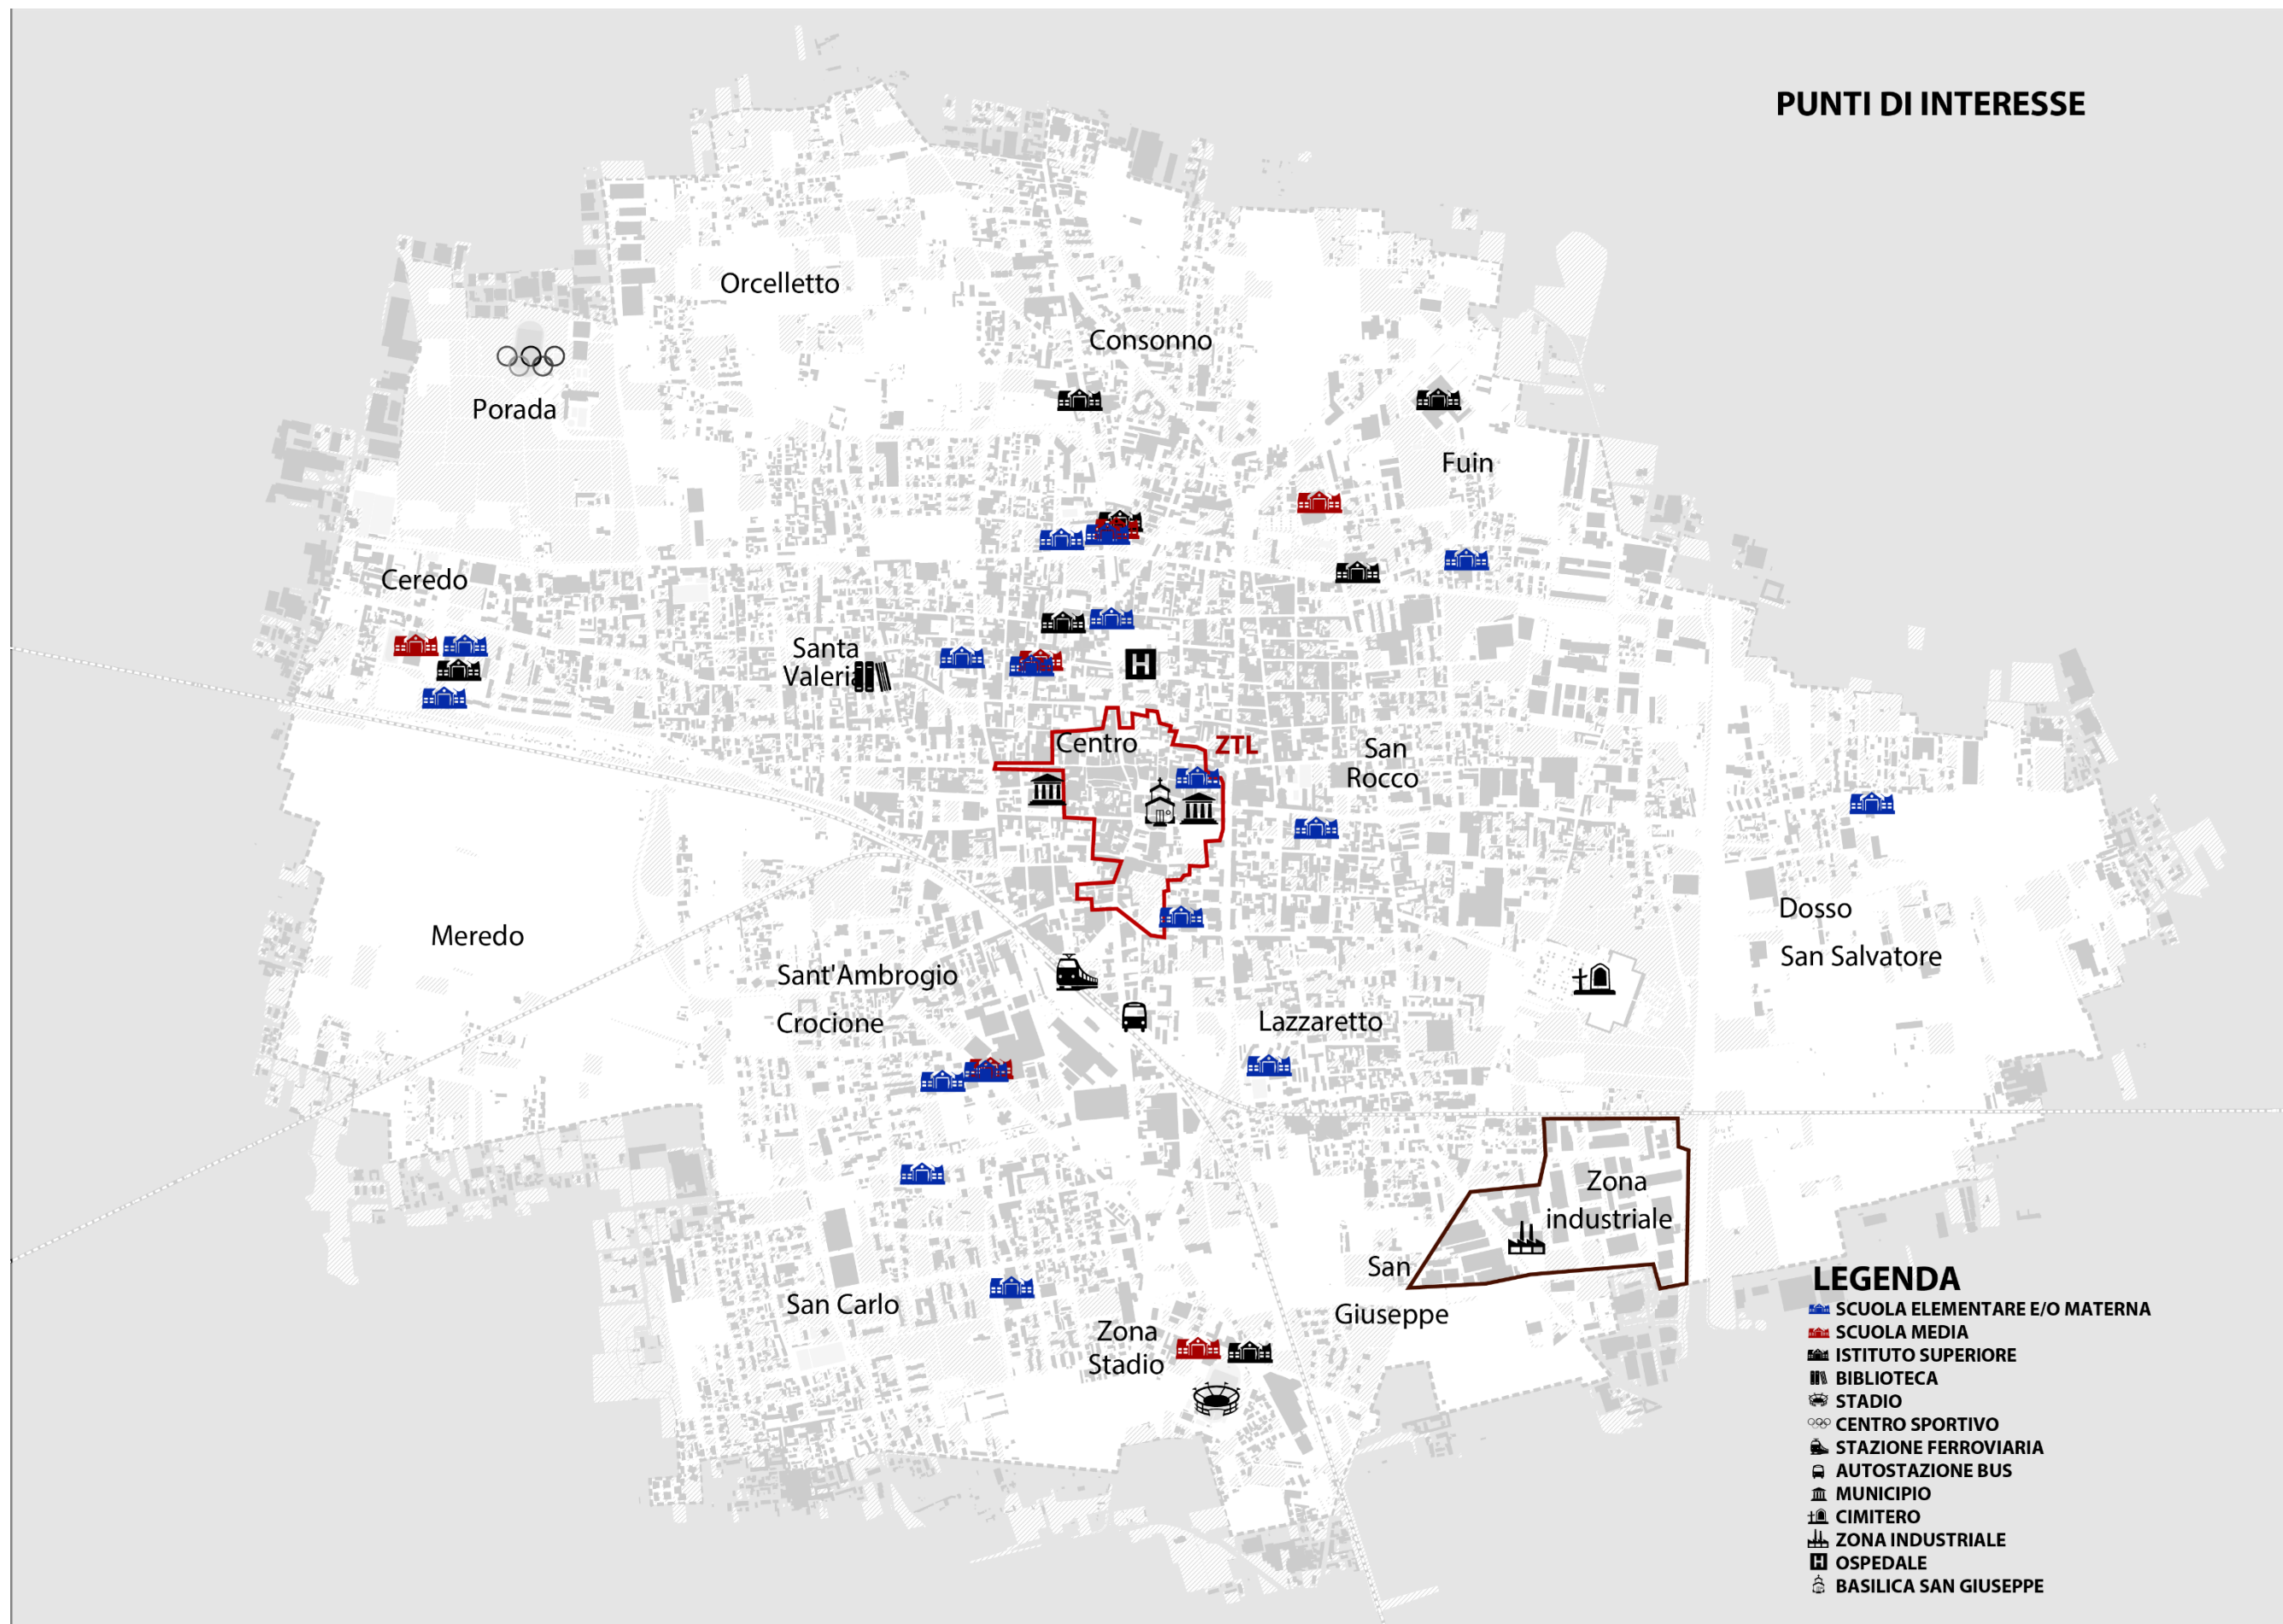 PUNTI DI INTERESSE
Orcelletto
Consonno
Porada
Fuin
Ceredo
Santa
Valeria
H
Centro
ZTL
San
Rocco
Dosso
San Salvatore
Meredo
Sant'Ambrogio
Crocione
Lazzaretto
Zona
industriale
San
Giuseppe
San Carlo
Zona
Stadio
LEGENDA
SCUOLA ELEMENTARE E/O MATERNA
SCUOLA MEDIA
ISTITUTO SUPERIORE
BIBLIOTECA
STADIO
CENTRO SPORTIVO
STAZIONE FERROVIARIA
AUTOSTAZIONE BUS
MUNICIPIO
CIMITERO
ZONA INDUSTRIALE
H OSPEDALE
BASILICA SAN GIUSEPPE